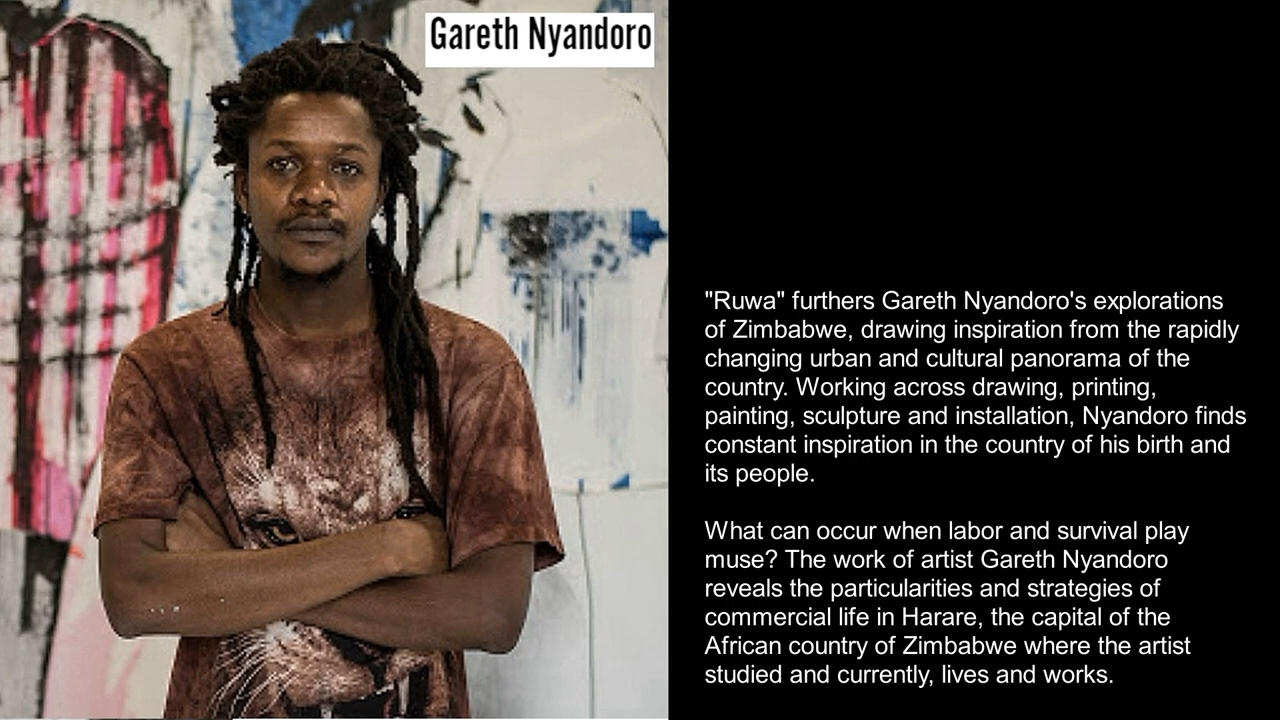 Gareth Nyandoro
"Ruwa" furthers Gareth Nyandoro's explorations
of Zimbabwe, drawing inspiration from the rapidly
changing urban and cultural panorama of the
country. Working across drawing, printing,
painting, sculpture and installation, Nyandoro finds
constant inspiration in the country of his birth and
its people.
What can occur when labor and survival play
muse? The work of artist Gareth Nyandoro
reveals the particularities and strategies of
commercial life in Harare, the capital of the
African country of Zimbabwe where the artist
studied and currently, lives and works.